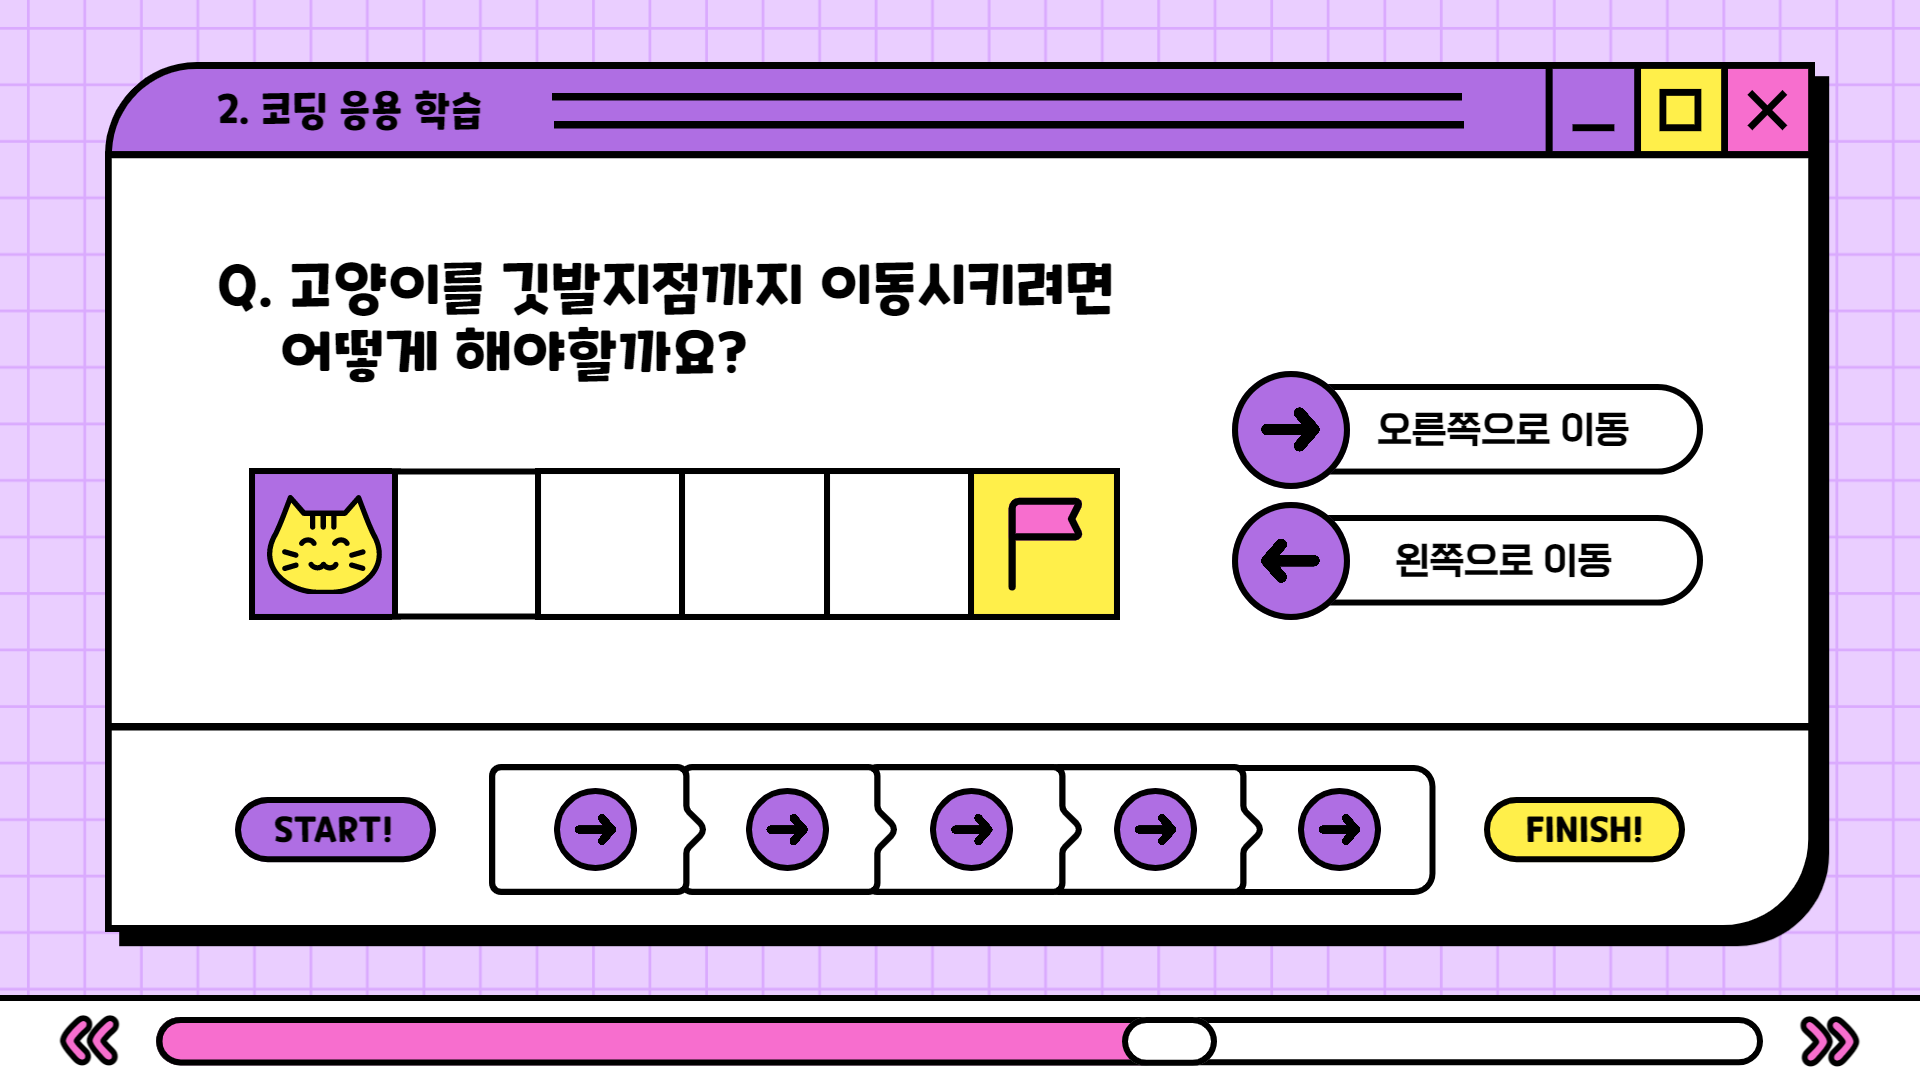 2. 코딩 응용 학습
Q. 고양이를 깃발지점까지 이동시키려면
어떻게 해야할까요?
오른쪽으로 이동
왼쪽으로 이동
START!
FINISH!